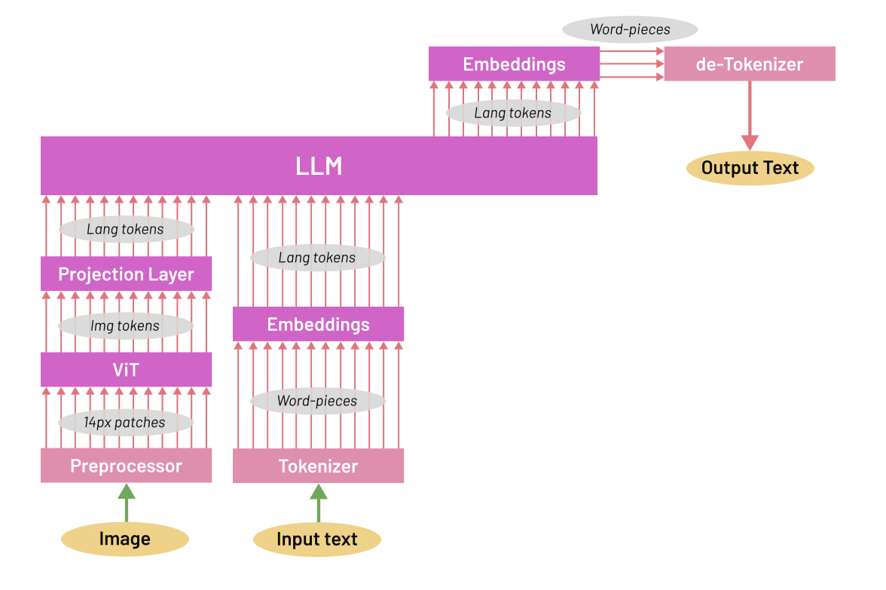 Word-pieces
Embeddings
de-Tokenizer
Lang tokens
Output Text
LLM
Lang tokens
Lang tokens
Projection Layer
Img tokens
Embeddings
ViT
Word-pieces
14px patches
Preprocessor
Tokenizer
Image
Input text